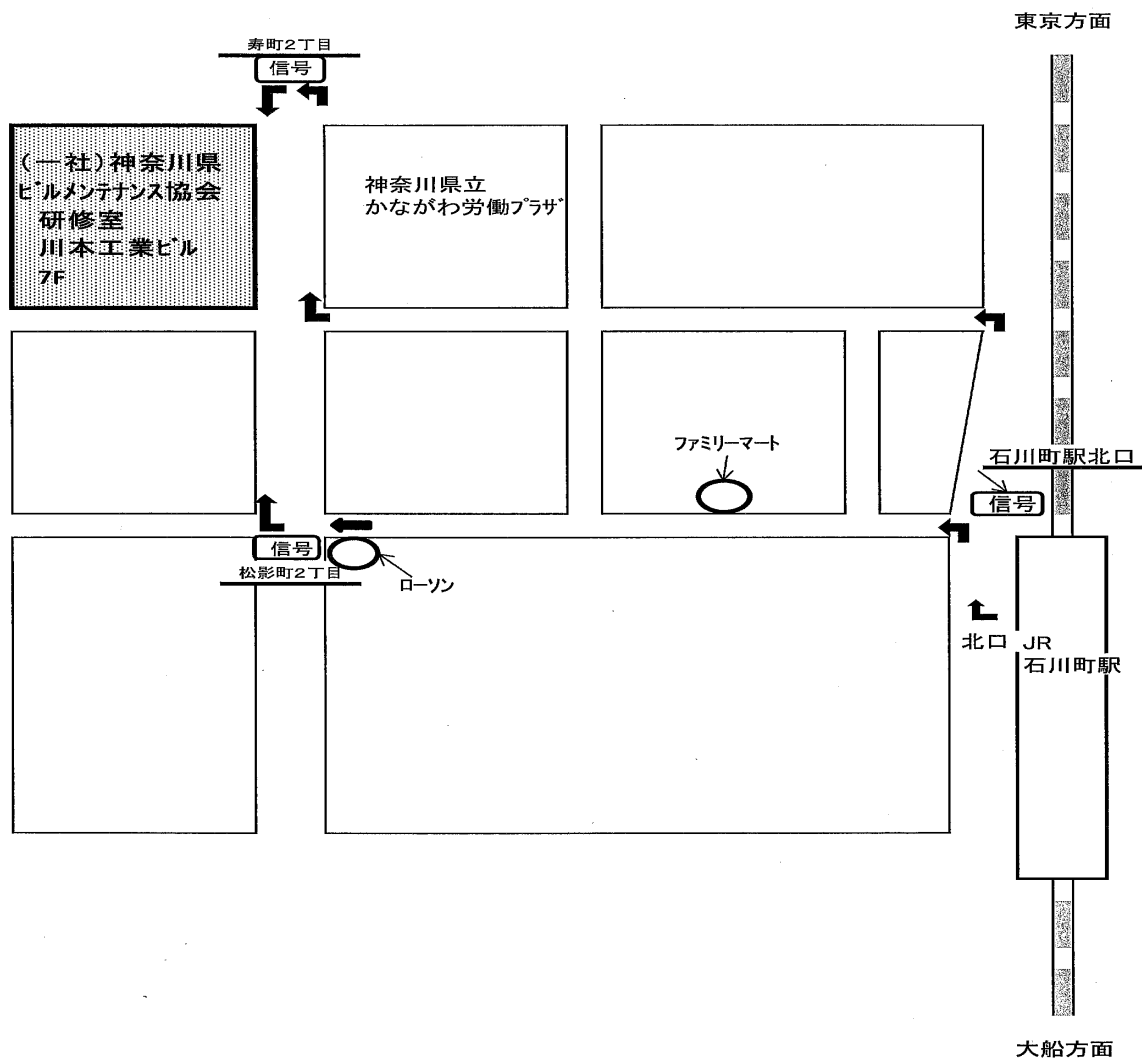 東京方面
寿町2丁目
信号
(一社)神奈川県
ビルメンテナンス協会
研修室
川本工業ビル
7F
神奈川県立
かながわ労働プラザ
ファミリーマート
石川町駅北口
信号
信号
松影町2丁目
ローソン
北口 JR
石川町駅
大船方面